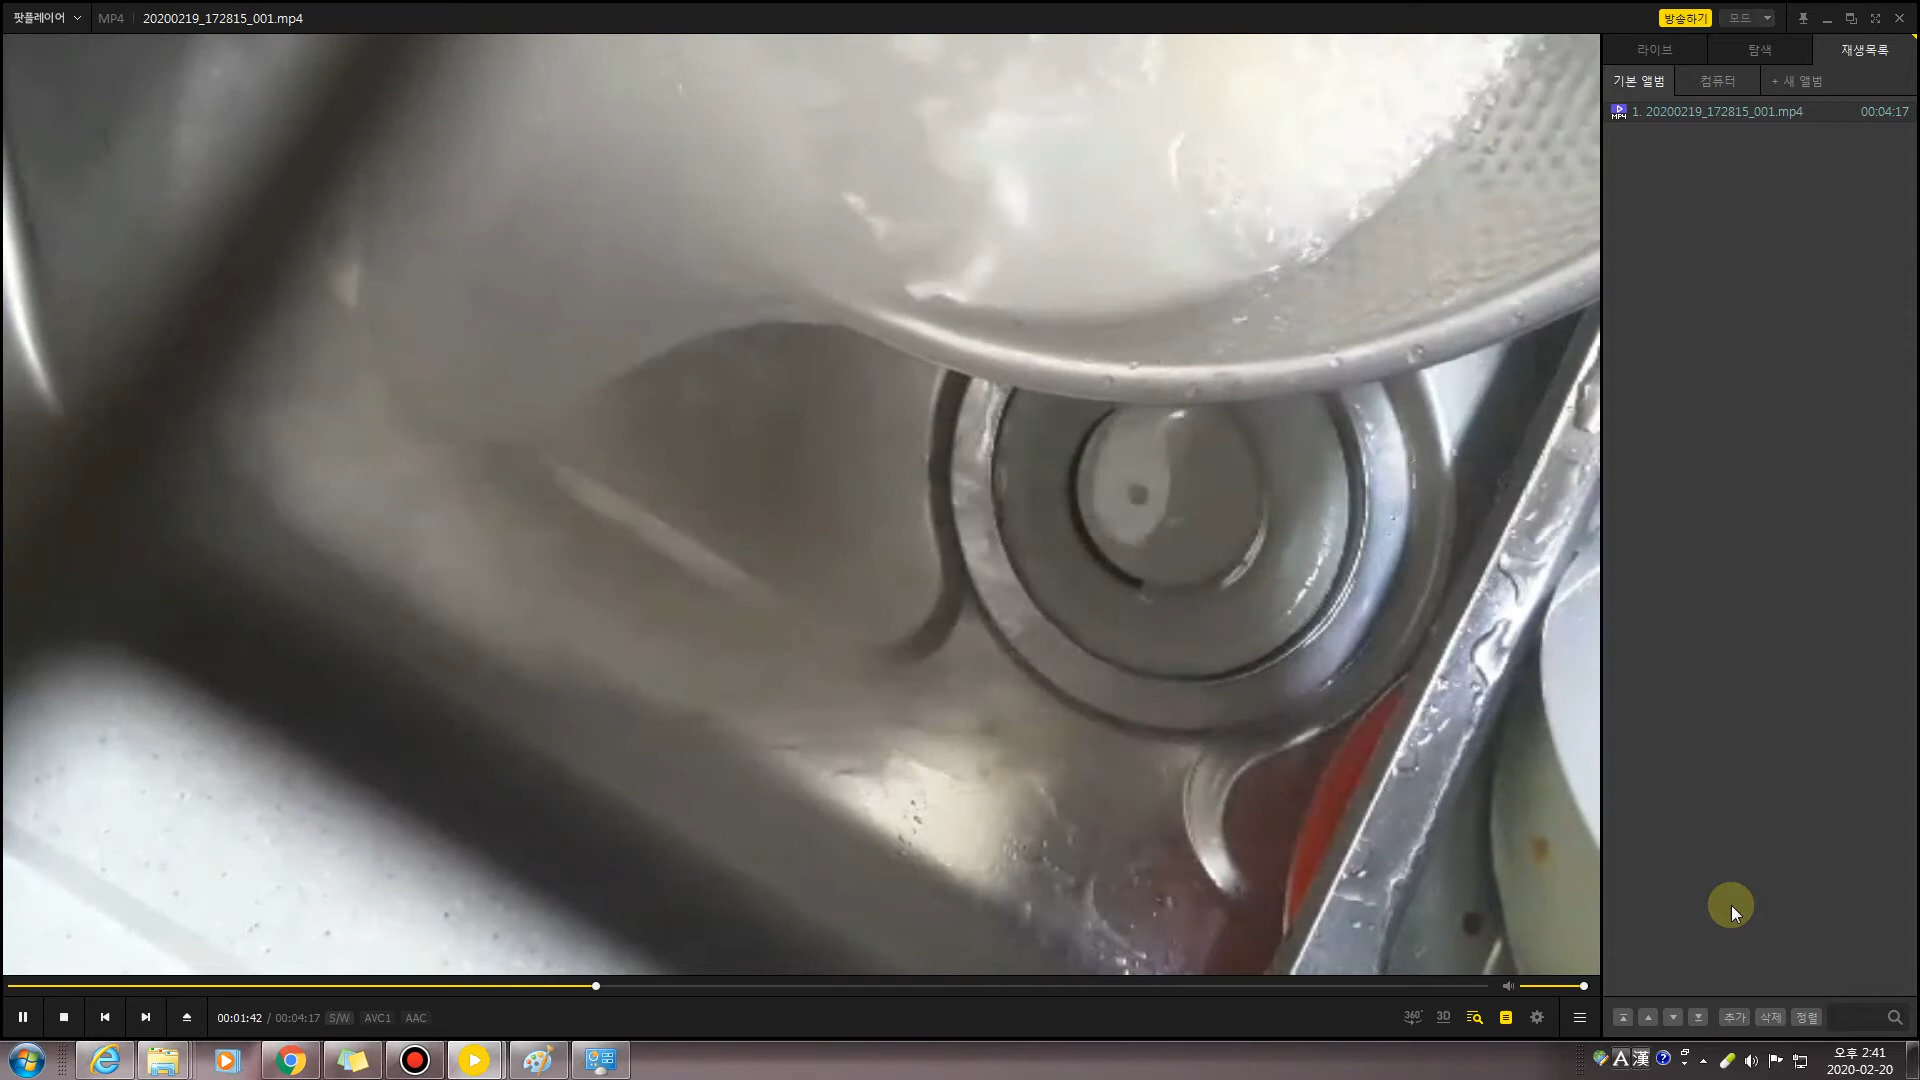 팟플레이어 MP4 20200219_172815_001.mp4 방송하기 모드
라이브 탐색 재생목록
기본 앨범 컴퓨터 + 새 앨범
MP4 1. 20200219_172815_001.mp4 00:04:17
00:01:42 / 00:04:17 S/W AVC1 AAC 360° 3D 추가 삭제 정렬
A 漢 오후 2:41
2020-02-20